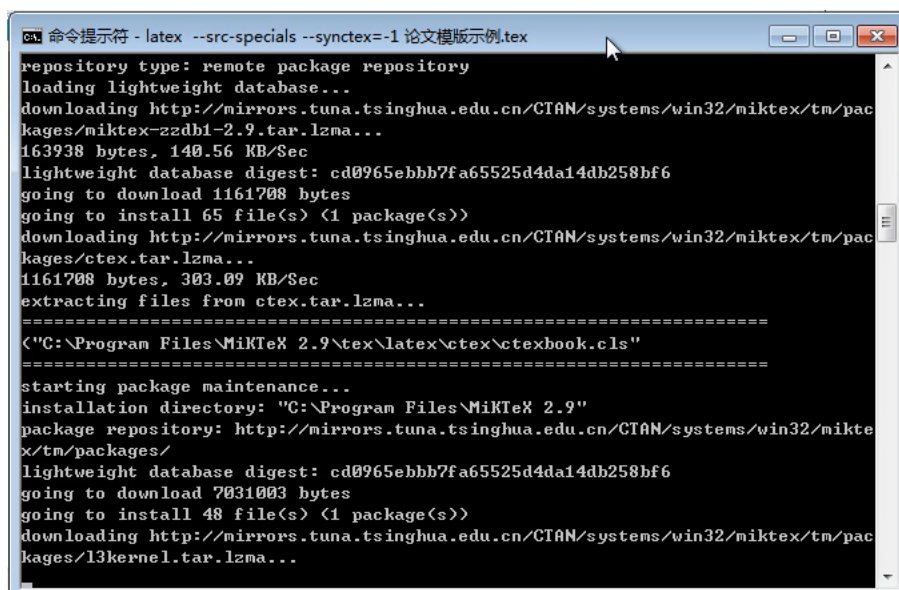 命令提示符 - latex  --src-specials --synctex=-1 论文模版示例.tex
repository type: remote package repository
loading lightweight database...
downloading http://mirrors.tuna.tsinghua.edu.cn/CTAN/systems/win32/miktex/tm/pac
kages/miktex-zzdb1-2.9.tar.lzma...
163938 bytes, 140.56 KB/Sec
lightweight database digest: cd0965ebbb7fa65525d4da14db258bf6
going to download 1161708 bytes
going to install 65 file(s) (1 package(s))
downloading http://mirrors.tuna.tsinghua.edu.cn/CTAN/systems/win32/miktex/tm/pac
kages/ctex.tar.lzma...
1161708 bytes, 303.09 KB/Sec
extracting files from ctex.tar.lzma...
======================================================================
("C:\Program Files\MiKTeX 2.9\tex\latex\ctex\ctexbook.cls"
======================================================================
starting package maintenance...
installation directory: "C:\Program Files\MiKTeX 2.9"
package repository: http://mirrors.tuna.tsinghua.edu.cn/CTAN/systems/win32/mikte
x/tm/packages/
lightweight database digest: cd0965ebbb7fa65525d4da14db258bf6
going to download 7031003 bytes
going to install 48 file(s) (1 package(s))
downloading http://mirrors.tuna.tsinghua.edu.cn/CTAN/systems/win32/miktex/tm/pac
kages/l3kernel.tar.lzma...